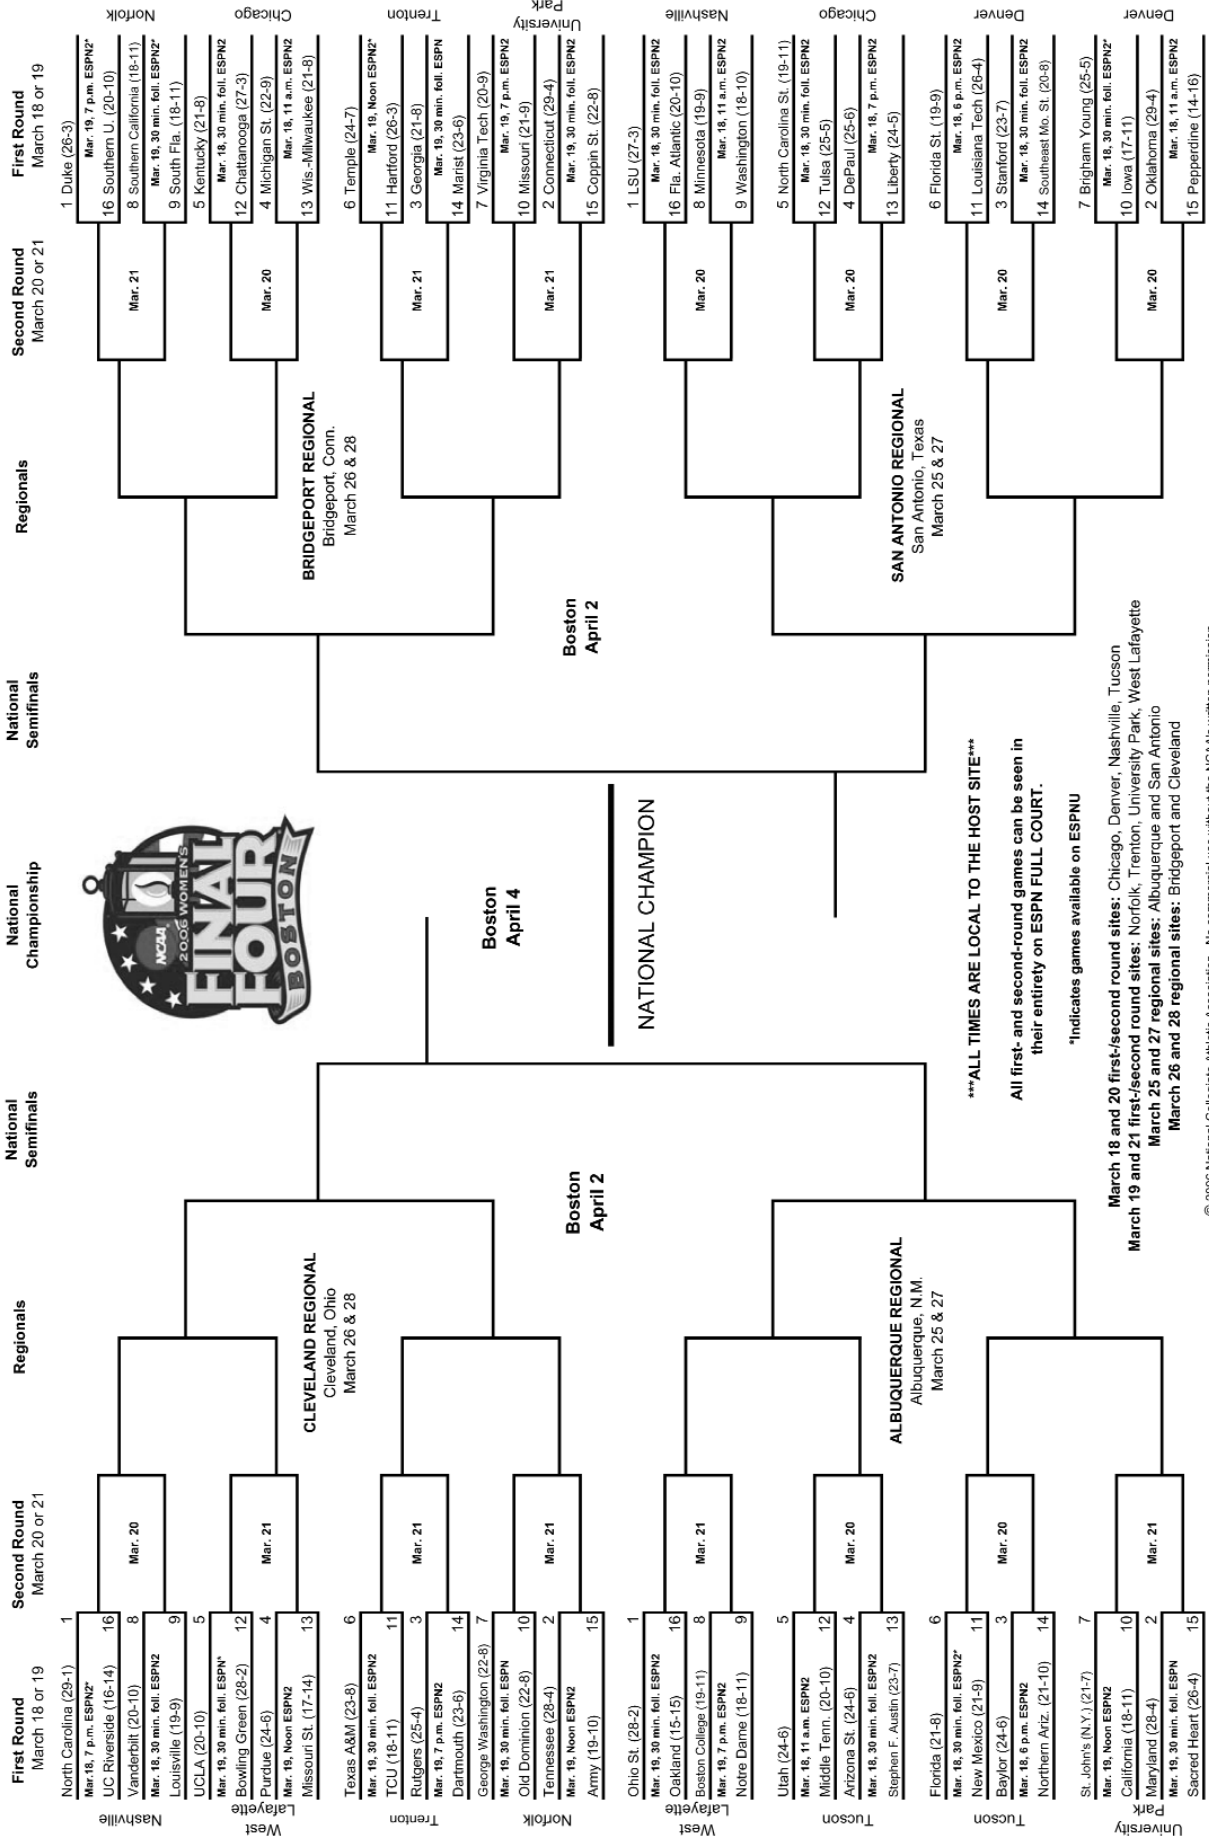 First Round
March 18 or 19
Second Round
March 20 or 21
Regionals
National
Semifinals
National
Championship
National
Semifinals
Regionals
Second Round
March 20 or 21
First Round
March 18 or 19
Nashville
North Carolina (29-1) 1
Mar. 18, 7 p.m. ESPN2*
UC Riverside (16-14) 16
Vanderbilt (20-10) 8
Mar. 18, 30 min. foll. ESPN2
Louisville (19-9) 9
Mar. 20
West
Lafayette
UCLA (20-10) 5
Mar. 19, 30 min. foll. ESPN*
Bowling Green (28-2) 12
Purdue (24-6) 4
Mar. 19, Noon ESPN2
Missouri St. (17-14) 13
Mar. 21
CLEVELAND REGIONAL
Cleveland, Ohio
March 26 & 28
Trenton
Texas A&M (23-8) 6
Mar. 19, 30 min. foll. ESPN2
TCU (18-11) 11
Rutgers (25-4) 3
Mar. 19, 7 p.m. ESPN2
Dartmouth (23-6) 14
Mar. 21
Norfolk
George Washington (22-8) 7
Mar. 19, 30 min. foll. ESPN
Old Dominion (22-8) 10
Tennessee (28-4) 2
Mar. 19, Noon ESPN2
Army (19-10) 15
Mar. 21
Boston
April 2
West
Lafayette
Ohio St. (28-2) 1
Mar. 19, 30 min. foll. ESPN2
Oakland (15-15) 16
Boston College (19-11) 8
Mar. 19, 7 p.m. ESPN2
Notre Dame (18-11) 9
Mar. 21
Tucson
Utah (24-6) 5
Mar. 18, 11 a.m. ESPN2
Middle Tenn. (20-10) 12
Arizona St. (24-6) 4
Mar. 18, 30 min. foll. ESPN2
Stephen F. Austin (23-7) 13
Mar. 20
ALBUQUERQUE REGIONAL
Albuquerque, N.M.
March 25 & 27
Tucson
Florida (21-8) 6
Mar. 18, 30 min. foll. ESPN2*
New Mexico (21-9) 11
Baylor (24-6) 3
Mar. 18, 6 p.m. ESPN2
Northern Ariz. (21-10) 14
Mar. 20
University
Park
St. John's (N.Y.) (21-7) 7
Mar. 19, Noon ESPN2
California (18-11) 10
Maryland (28-4) 2
Mar. 19, 30 min. foll. ESPN
Sacred Heart (26-4) 15
Mar. 21
NCAA
2006 WOMEN'S
FINAL
FOUR
BOSTON
Boston
April 4
NATIONAL CHAMPION
***ALL TIMES ARE LOCAL TO THE HOST SITE***
All first- and second-round games can be seen in
their entirety on ESPN FULL COURT.
*Indicates games available on ESPNU
March 18 and 20 first-/second round sites: Chicago, Denver, Nashville, Tucson
March 19 and 21 first-/second round sites: Norfolk, Trenton, University Park, West Lafayette
March 25 and 27 regional sites: Albuquerque and San Antonio
March 26 and 28 regional sites: Bridgeport and Cleveland
Norfolk
1 Duke (26-3)
Mar. 19, 7 p.m. ESPN2*
16 Southern U. (20-10)
8 Southern California (18-11)
Mar. 19, 30 min. foll. ESPN2*
9 South Fla. (18-11)
Mar. 21
Chicago
5 Kentucky (21-8)
Mar. 18, 30 min. foll. ESPN2
12 Chattanooga (27-3)
4 Michigan St. (22-9)
Mar. 18, 11 a.m. ESPN2
13 Wis.-Milwaukee (21-8)
Mar. 20
BRIDGEPORT REGIONAL
Bridgeport, Conn.
March 26 & 28
Trenton
6 Temple (24-7)
Mar. 19, Noon ESPN2*
11 Hartford (26-3)
3 Georgia (21-8)
Mar. 19, 30 min. foll. ESPN
14 Marist (23-6)
Mar. 21
University
Park
7 Virginia Tech (20-9)
Mar. 19, 7 p.m. ESPN2
10 Missouri (21-9)
2 Connecticut (29-4)
Mar. 19, 30 min. foll. ESPN2
15 Coppin St. (22-8)
Mar. 21
Boston
April 2
Nashville
1 LSU (27-3)
Mar. 18, 30 min. foll. ESPN2
16 Fla. Atlantic (20-10)
8 Minnesota (19-9)
Mar. 18, 11 a.m. ESPN2
9 Washington (18-10)
Mar. 20
Chicago
5 North Carolina St. (19-11)
Mar. 18, 30 min. foll. ESPN2
12 Tulsa (25-5)
4 DePaul (25-6)
Mar. 18, 7 p.m. ESPN2
13 Liberty (24-5)
Mar. 20
SAN ANTONIO REGIONAL
San Antonio, Texas
March 25 & 27
Denver
6 Florida St. (19-9)
Mar. 18, 6 p.m. ESPN2
11 Louisiana Tech (26-4)
3 Stanford (23-7)
Mar. 18, 30 min. foll. ESPN2
14 Southeast Mo. St. (20-8)
Mar. 20
Denver
7 Brigham Young (25-5)
Mar. 18, 30 min. foll. ESPN2*
10 Iowa (17-11)
2 Oklahoma (29-4)
Mar. 18, 11 a.m. ESPN2
15 Pepperdine (14-16)
Mar. 20